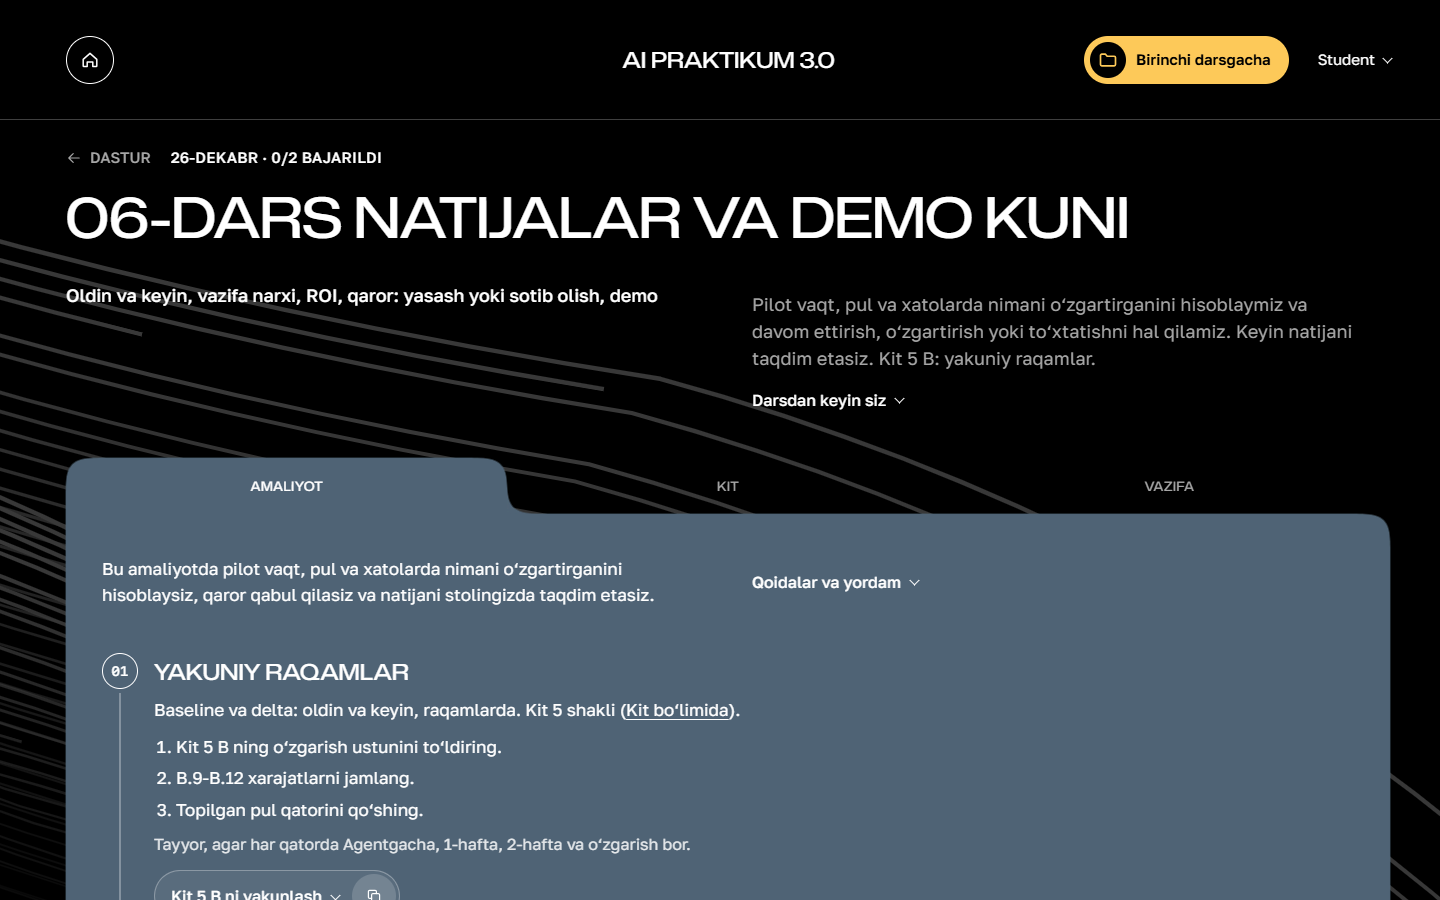 AI PRAKTIKUM 3.0
Birinchi darsgacha
Student
DASTUR
26-DEKABR · 0/2 BAJARILDI
06-DARS NATIJALAR VA DEMO KUNI
Oldin va keyin, vazifa narxi, ROI, qaror: yasash yoki sotib olish, demo
Pilot vaqt, pul va xatolarda nimani oʻzgartirganini hisoblaymiz va
davom ettirish, oʻzgartirish yoki toʻxtatishni hal qilamiz. Keyin natijani
taqdim etasiz. Kit 5 B: yakuniy raqamlar.
Darsdan keyin siz
AMALIYOT
KIT
VAZIFA
Bu amaliyotda pilot vaqt, pul va xatolarda nimani oʻzgartirganini
hisoblaysiz, qaror qabul qilasiz va natijani stolingizda taqdim etasiz.
Qoidalar va yordam
01
YAKUNIY RAQAMLAR
Baseline va delta: oldin va keyin, raqamlarda. Kit 5 shakli (Kit boʻlimida).
1. Kit 5 B ning oʻzgarish ustunini toʻldiring.
2. B.9-B.12 xarajatlarni jamlang.
3. Topilgan pul qatorini qoʻshing.
Tayyor, agar har qatorda Agentgacha, 1-hafta, 2-hafta va oʻzgarish bor.
Kit 5 B ni yakunlash